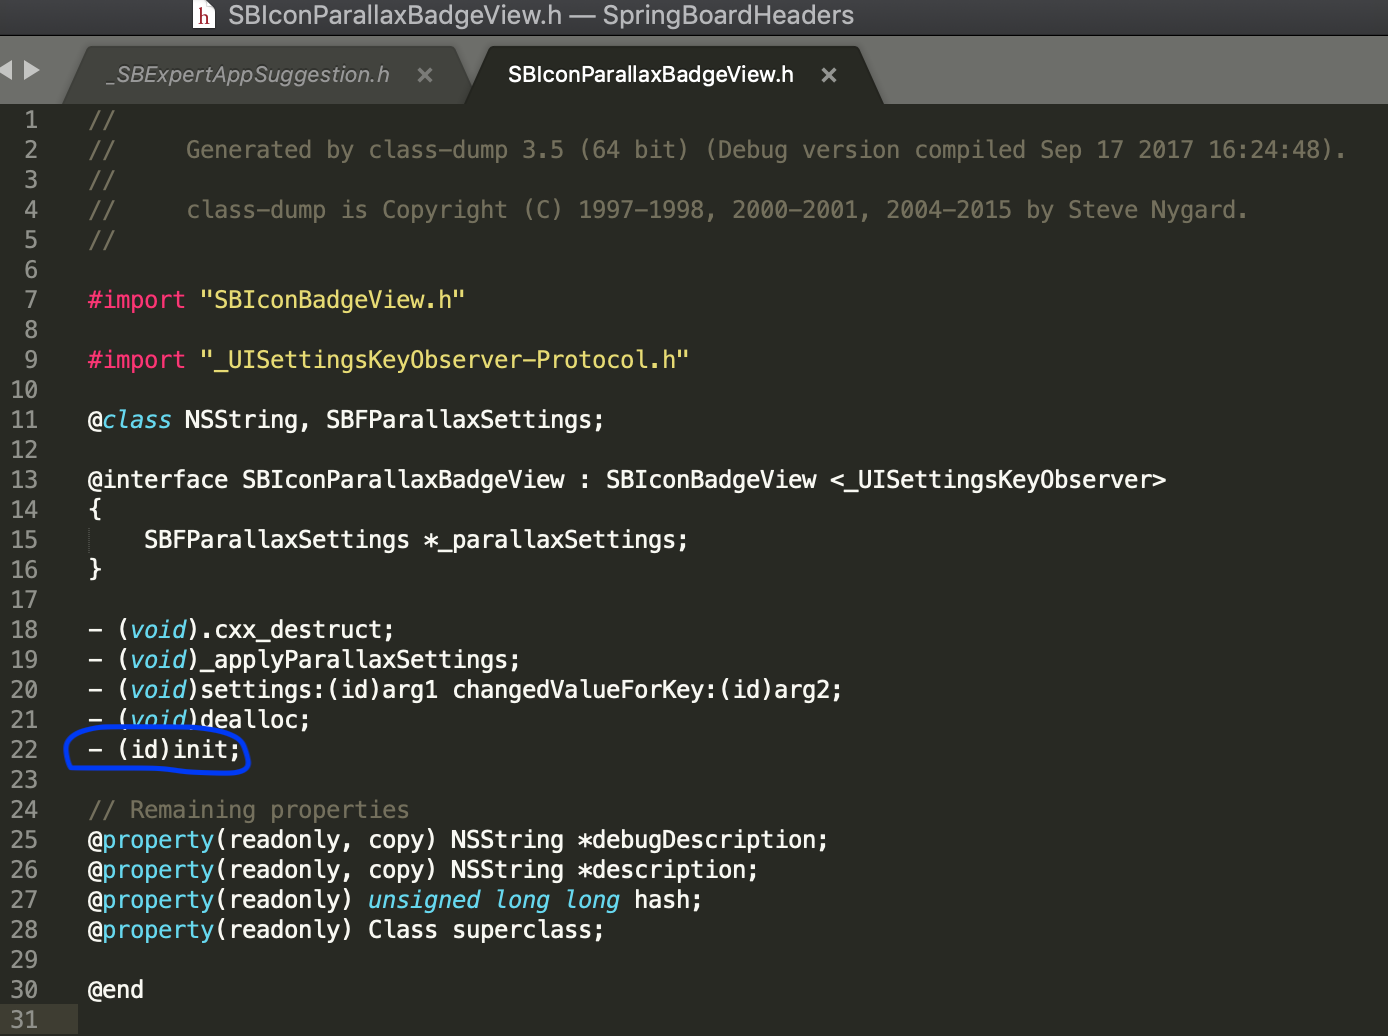 h SBIconParallaxBadgeView.h — SpringBoardHeaders
_SBExpertAppSuggestion.h × SBIconParallaxBadgeView.h ×
1 //
2 // Generated by class-dump 3.5 (64 bit) (Debug version compiled Sep 17 2017 16:24:48).
3 //
4 // class-dump is Copyright (C) 1997-1998, 2000-2001, 2004-2015 by Steve Nygard.
5 //
6
7 #import "SBIconBadgeView.h"
8
9 #import "_UISettingsKeyObserver-Protocol.h"
10
11 @class NSString, SBFParallaxSettings;
12
13 @interface SBIconParallaxBadgeView : SBIconBadgeView <_UISettingsKeyObserver>
14 {
15 SBFParallaxSettings *_parallaxSettings;
16 }
17
18 - (void).cxx_destruct;
19 - (void)_applyParallaxSettings;
20 - (void)settings:(id)arg1 changedValueForKey:(id)arg2;
21 - (void)dealloc;
22 - (id)init;
23
24 // Remaining properties
25 @property(readonly, copy) NSString *debugDescription;
26 @property(readonly, copy) NSString *description;
27 @property(readonly) unsigned long long hash;
28 @property(readonly) Class superclass;
29
30 @end
31